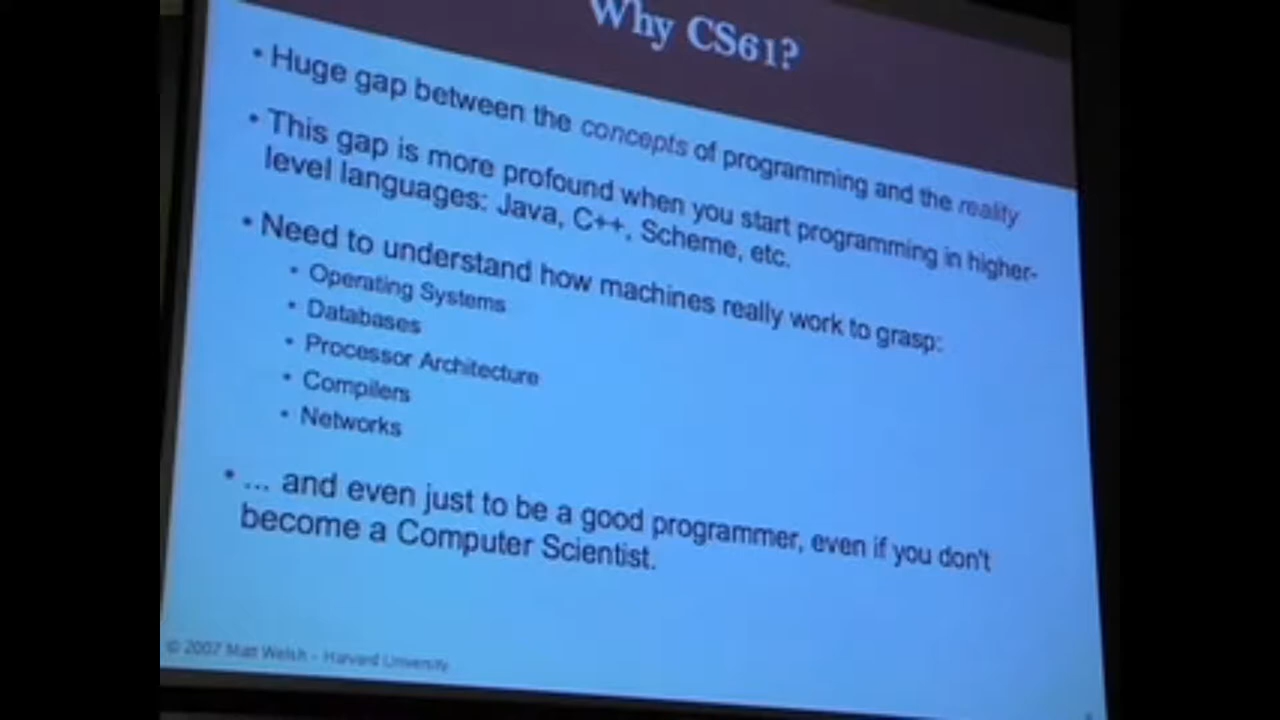 Why CS61?
• Huge gap between the concepts of programming and the reality
• This gap is more profound when you start programming in higher-
level languages: Java, C++, Scheme, etc.
• Need to understand how machines really work to grasp:
• Operating Systems
• Databases
• Processor Architecture
• Compilers
• Networks
• ... and even just to be a good programmer, even if you don't
become a Computer Scientist.
© 2007 Matt Welsh – Harvard University